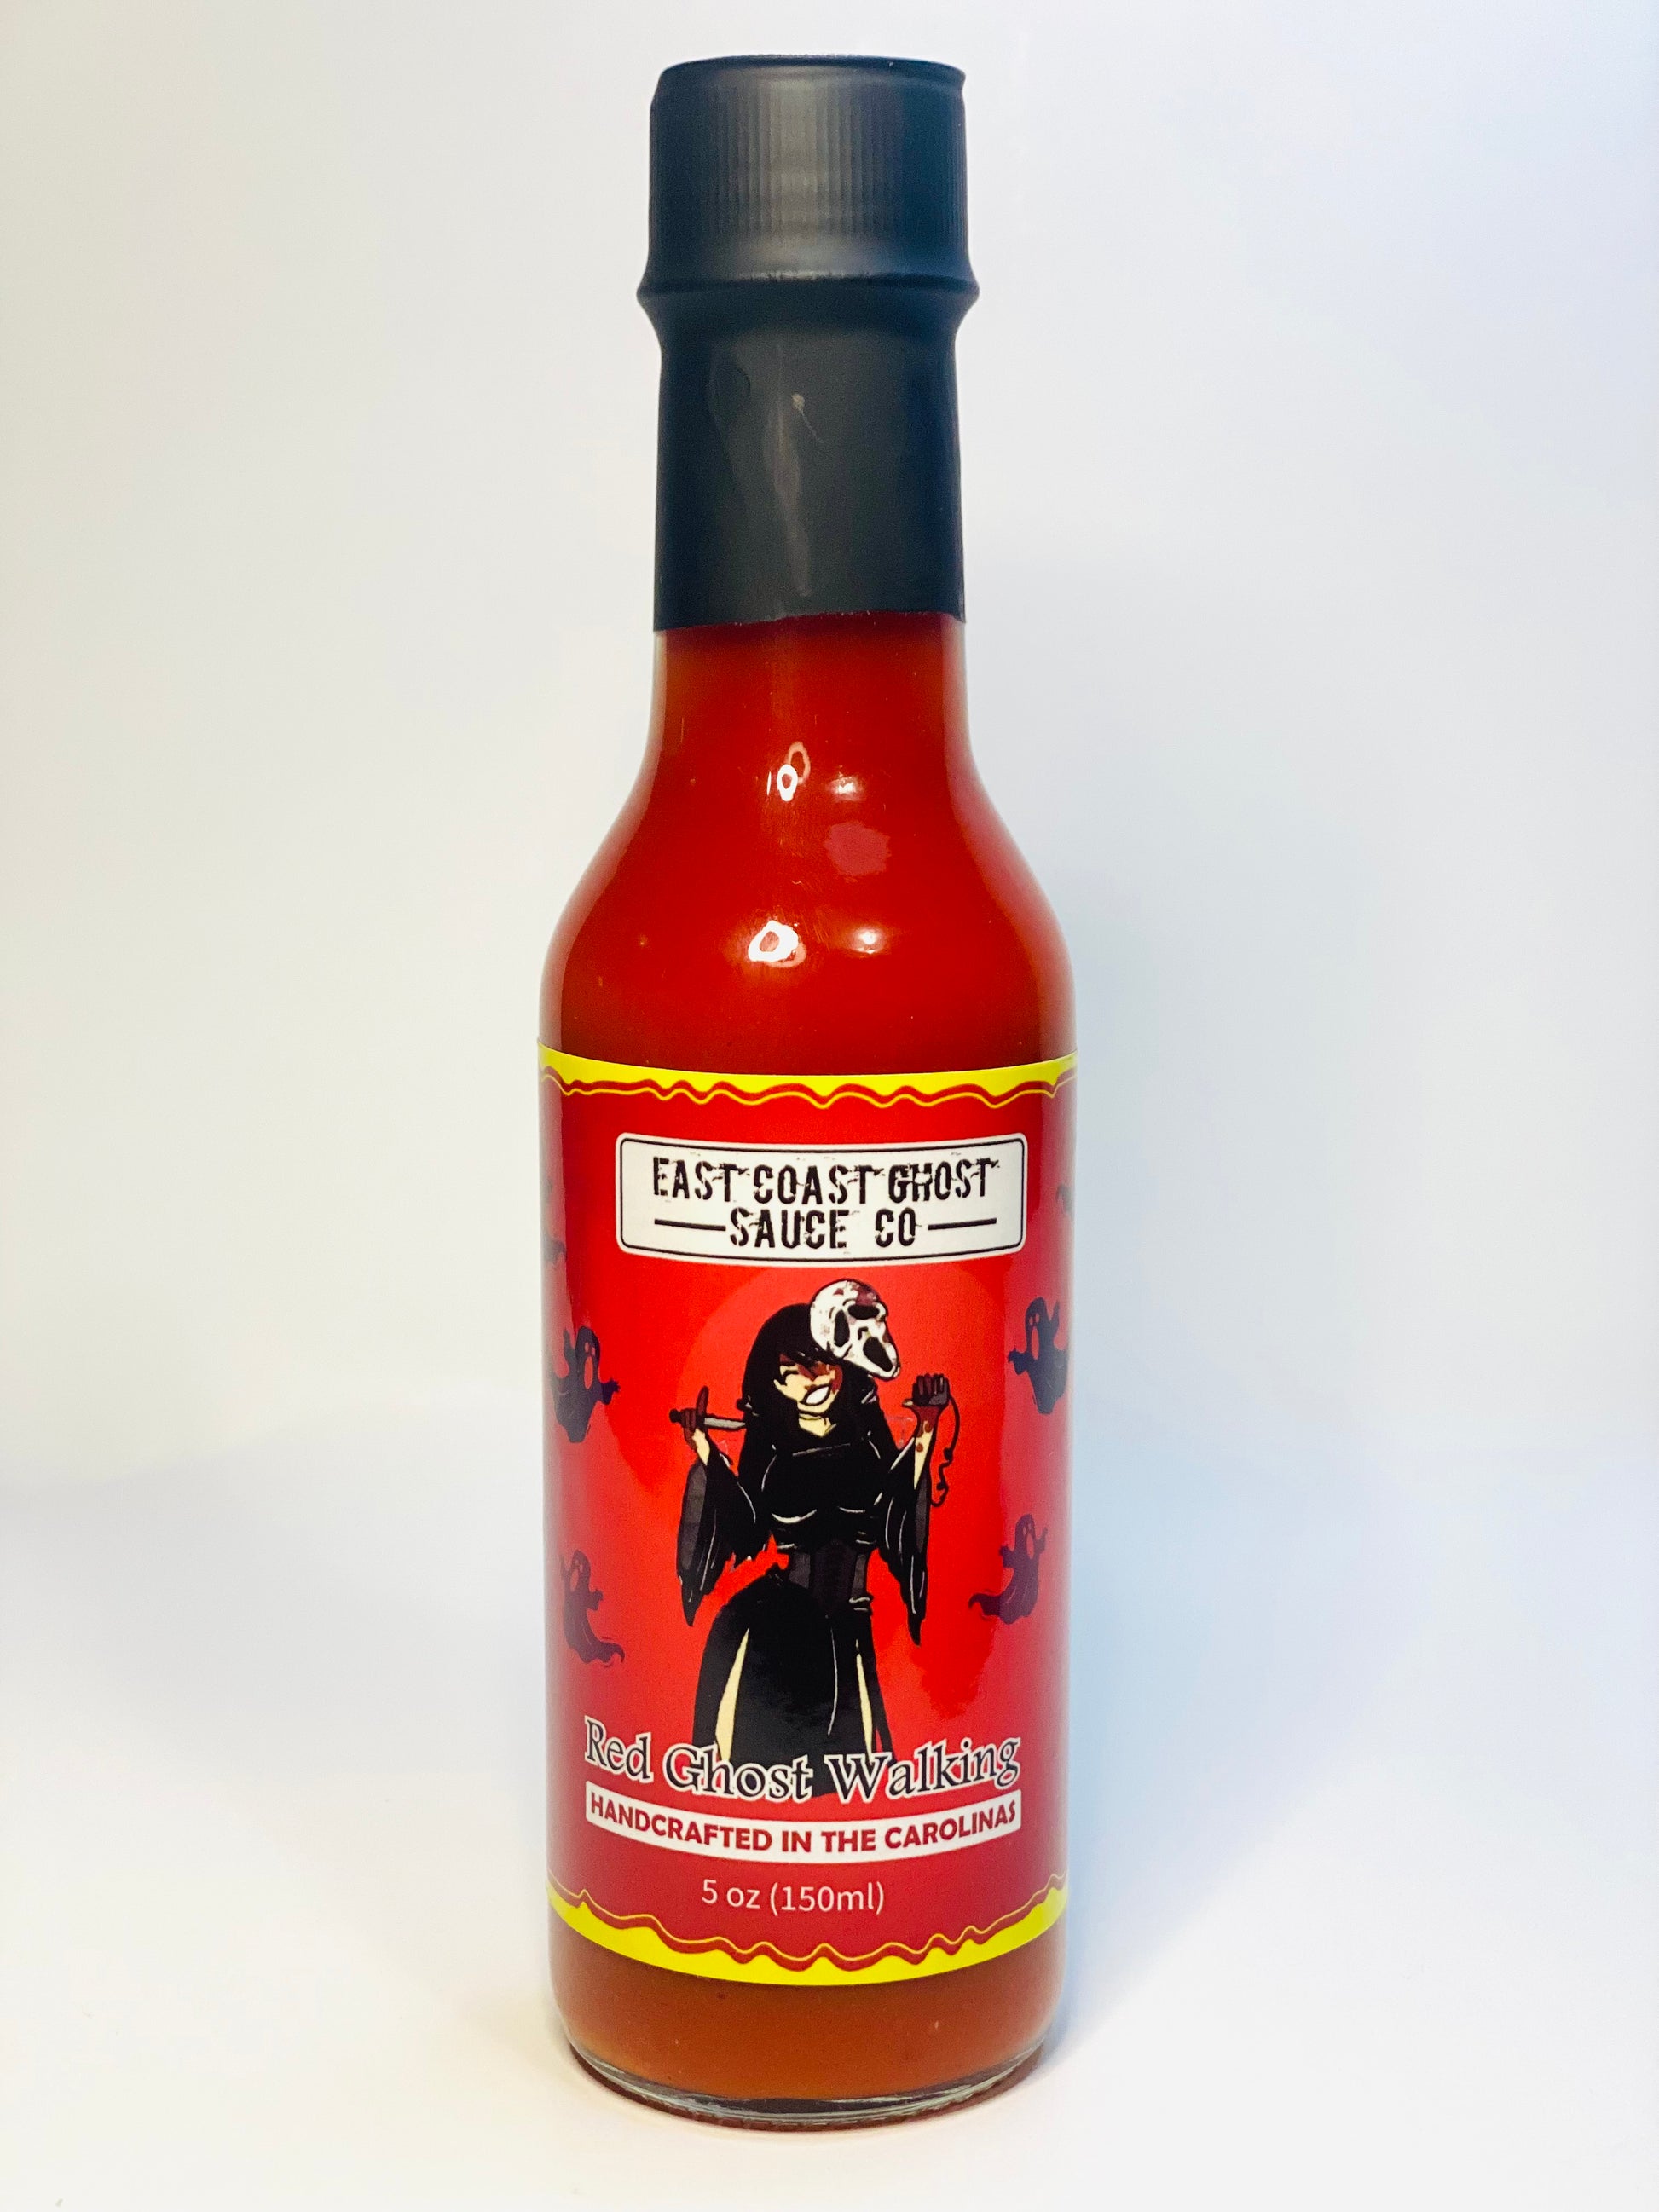 EAST COAST GHOST
SAUCE CO
Red Ghost Walking
HANDCRAFTED IN THE CAROLINAS
5 oz (150ml)